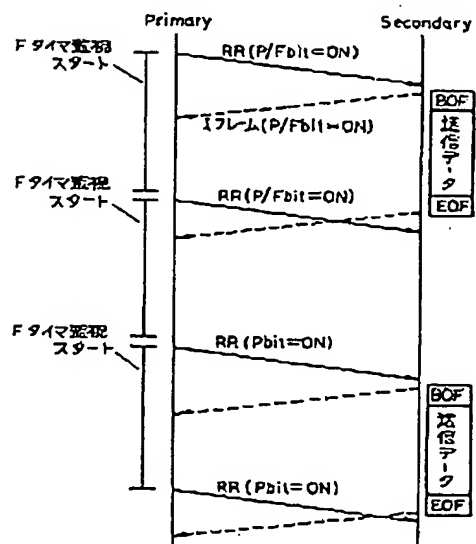 Primary
Secondary
Fタイマ監視
スタート
RR(P/Fbit=ON)
Iフレーム(P/Fbit=ON)
BOF
送信データ
EOF
Fタイマ監視
スタート
RR(P/Fbit=ON)
Fタイマ監視
スタート
RR(Pbit=ON)
BOF
送信データ
EOF
RR(Pbit=ON)